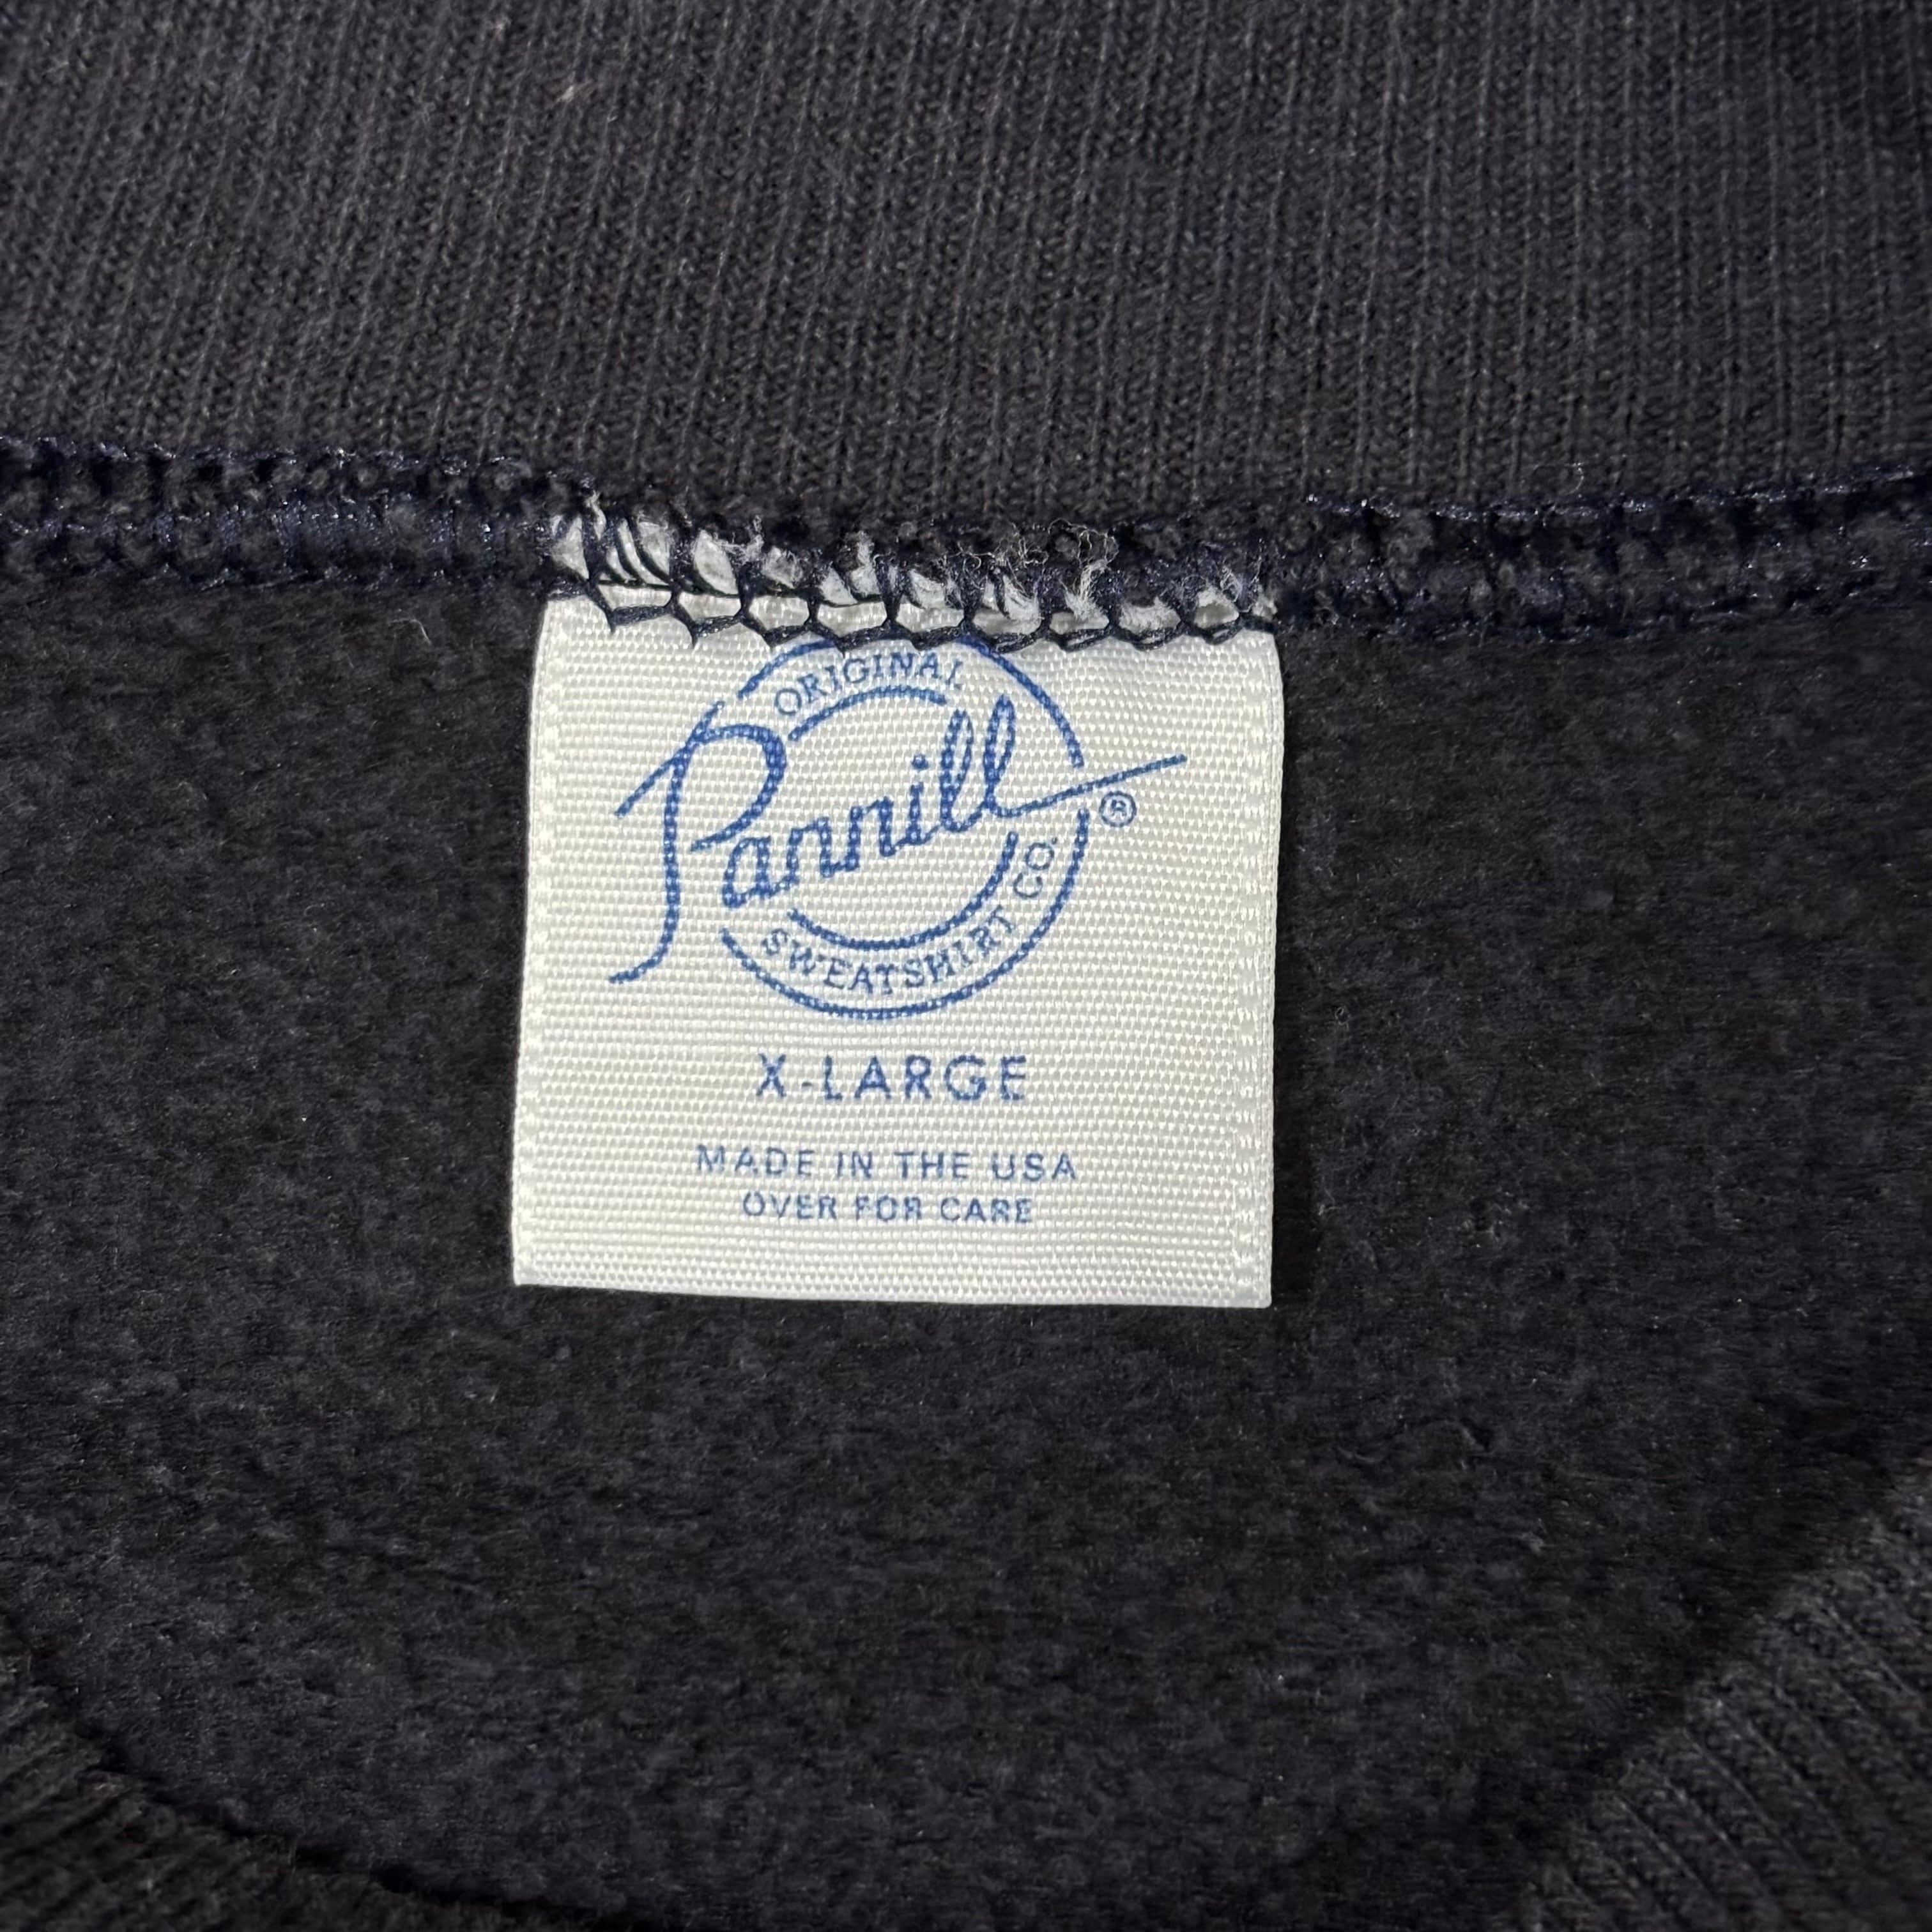 ORIGINAL
Pannill
®
SWEATSHIRT CO.
X-LARGE
MADE IN THE USA
OVER FOR CARE